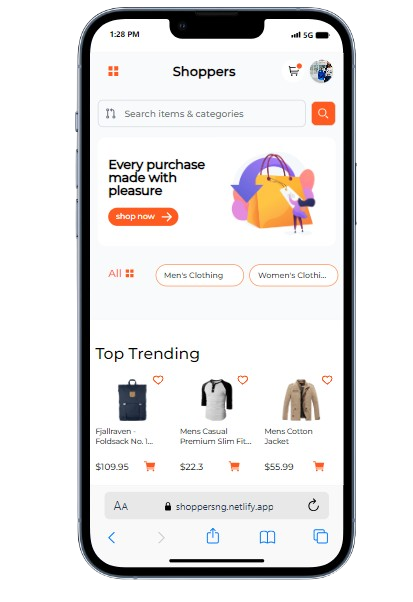 1:28 PM
5G
Shoppers
Search items & categories
Every purchase
made with
pleasure
shop now
All
Men's Clothing
Women's Clothi...
Top Trending
Fjallraven -
Foldsack No. 1...
Mens Casual
Premium Slim Fit...
Mens Cotton
Jacket
$109.95
$22.3
$55.99
AA
shoppersng.netlify.app